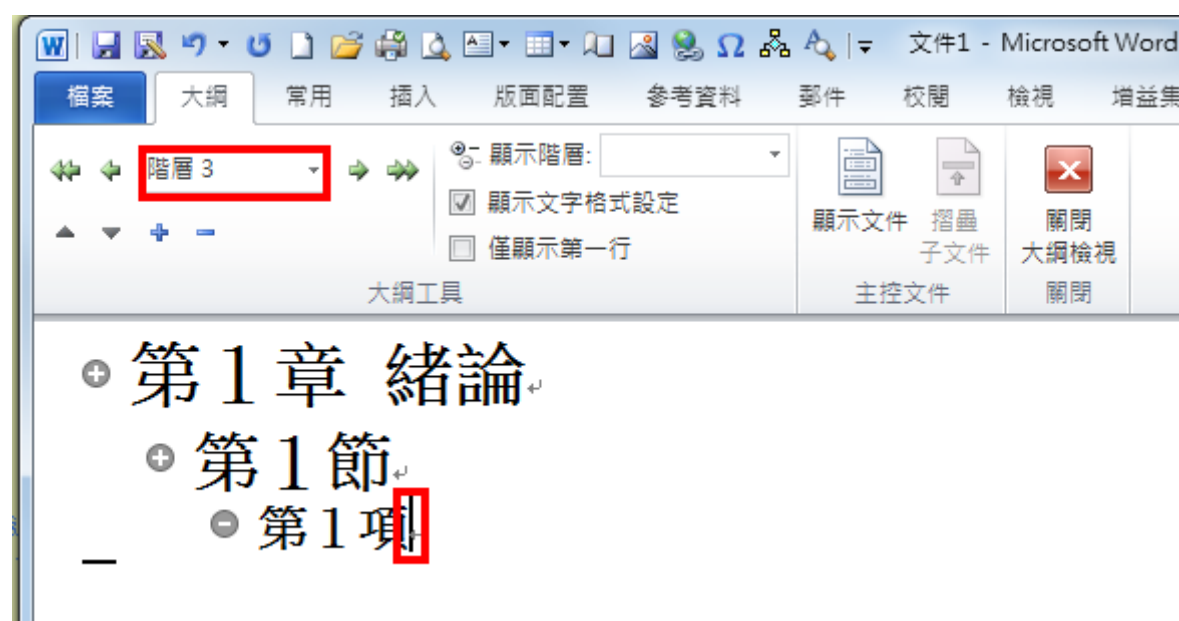 文件1 - Microsoft Word
檔案 大綱 常用 插入 版面配置 參考資料 郵件 校閱 檢視 增益集
階層 3
顯示階層:
顯示文字格式設定
僅顯示第一行
大綱工具
顯示文件
摺疊
子文件
主控文件
關閉
大綱檢視
關閉
第1章 緒論
第1節
第1項